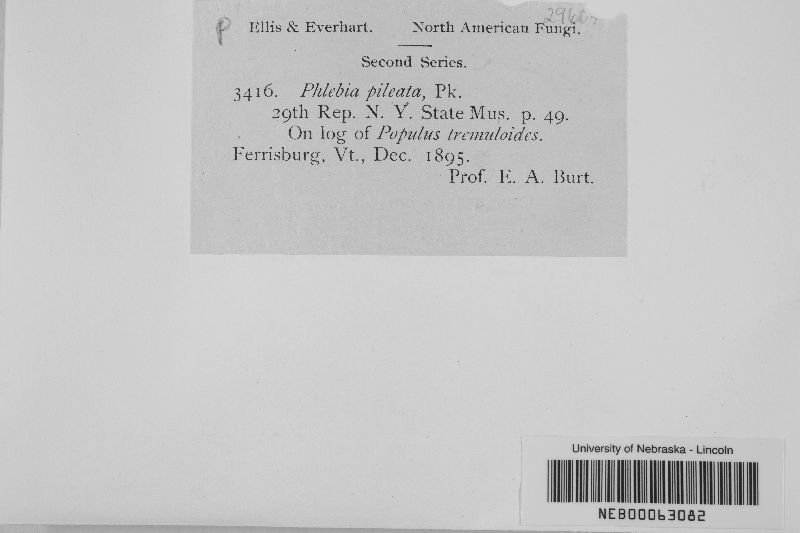 P Ellis & Everhart. North American Fungi.
Second Series.
3416. Phlebia pileata, Pk.
29th Rep. N. Y. State Mus. p. 49.
On log of Populus tremuloides.
Ferrisburg, Vt., Dec. 1895.
Prof. E. A. Burt.
University of Nebraska - Lincoln
NEB00063082